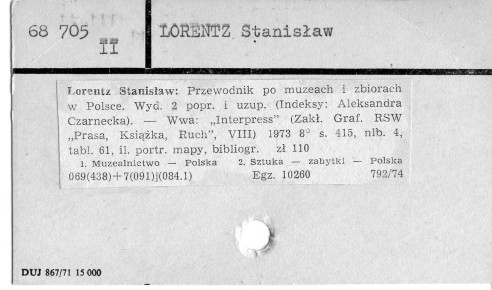 68 705
II
LORENTZ Stanisław
Lorentz Stanisław: Przewodnik po muzeach i zbiorach
w Polsce. Wyd. 2 popr. i uzup. (Indeksy: Aleksandra
Czarnecka). — Wwa: „Interpress” (Zakł. Graf. RSW
„Prasa, Książka, Ruch”, VIII) 1973 8° s. 415, nlb. 4,
tabl. 61, il. portr. mapy, bibliogr. zł 110
1. Muzealnictwo — Polska 2. Sztuka — zabytki — Polska
069(438)+7(091)](084.1) Egz. 10260 792/74
DUJ 867/71 15 000